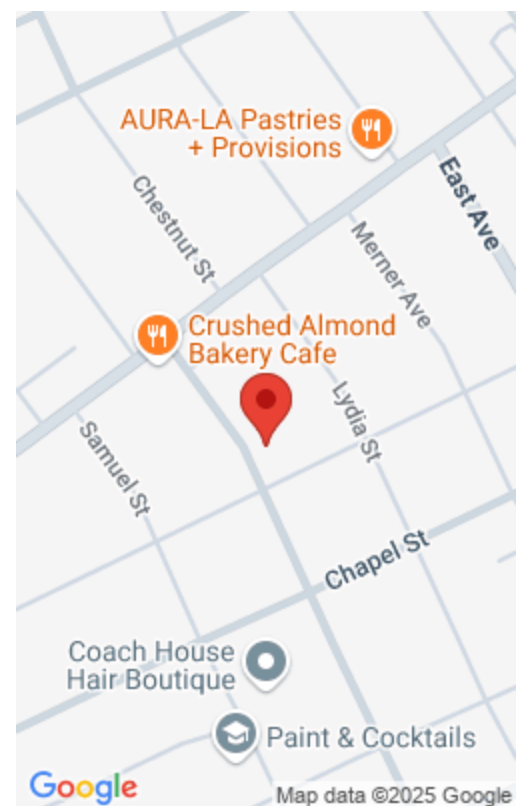 AURA-LA Pastries
+ Provisions
East Ave
Chestnut St
Merner Ave
Crushed Almond
Bakery Cafe
Lydia St
Samuel St
Chapel St
Coach House
Hair Boutique
Paint & Cocktails
Google
Map data ©2025 Google